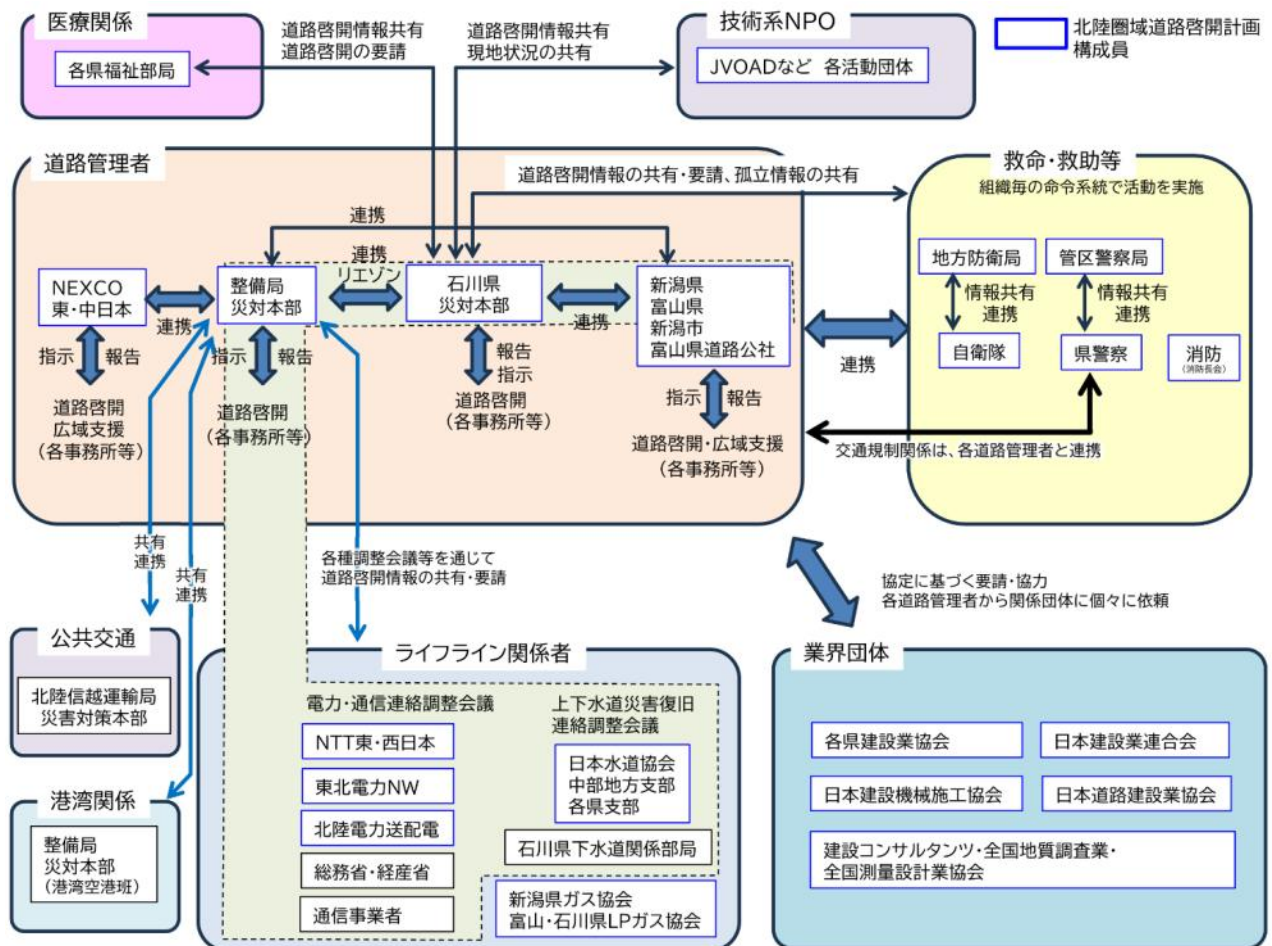 医療関係
各県福祉部局
道路啓開情報共有
道路啓開の要請
道路啓開情報共有
現地状況の共有
技術系NPO
JVOADなど 各活動団体
北陸圏域道路啓開計画
構成員
道路管理者
道路啓開情報の共有・要請、孤立情報の共有
連携
連携
リエゾン
NEXCO
東・中日本
連携
整備局
災対本部
石川県
災対本部
連携
新潟県
富山県
新潟市
富山県道路公社
指示
報告
道路啓開
広域支援
(各事務所等)
指示
報告
道路啓開
(各事務所等)
報告
指示
道路啓開
(各事務所等)
指示
報告
道路啓開・広域支援
(各事務所等)
連携
救命・救助等
組織毎の命令系統で活動を実施
地方防衛局
管区警察局
情報共有
連携
情報共有
連携
自衛隊
県警察
消防
(消防長会)
交通規制関係は、各道路管理者と連携
共有
連携
共有
連携
各種調整会議等を通じて
道路啓開情報の共有・要請
協定に基づく要請・協力
各道路管理者から関係団体に個々に依頼
公共交通
北陸信越運輸局
災害対策本部
港湾関係
整備局
災対本部
(港湾空港班)
ライフライン関係者
電力・通信連絡調整会議
NTT東・西日本
東北電力NW
北陸電力送配電
総務省・経産省
通信事業者
上下水道災害復旧
連絡調整会議
日本水道協会
中部地方支部
各県支部
石川県下水道関係部局
新潟県ガス協会
富山・石川県LPガス協会
業界団体
各県建設業協会
日本建設業連合会
日本建設機械施工協会
日本道路建設業協会
建設コンサルタンツ・全国地質調査業・
全国測量設計業協会